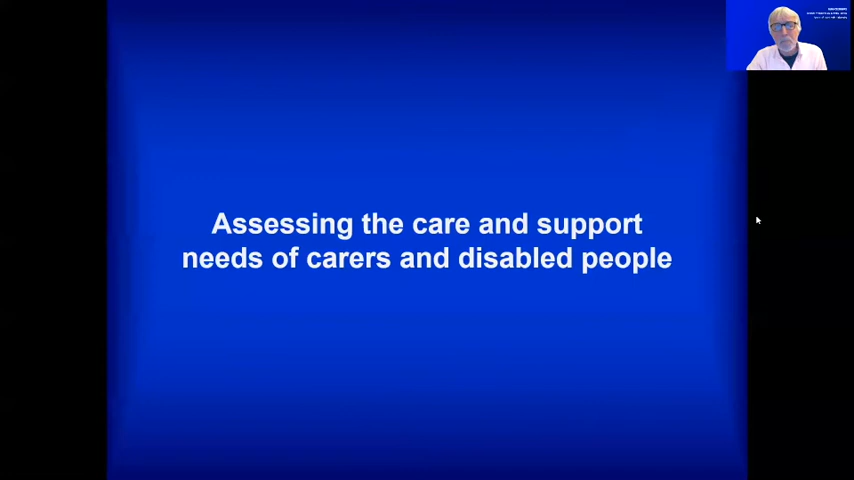 Assessing the care and support
needs of carers and disabled people